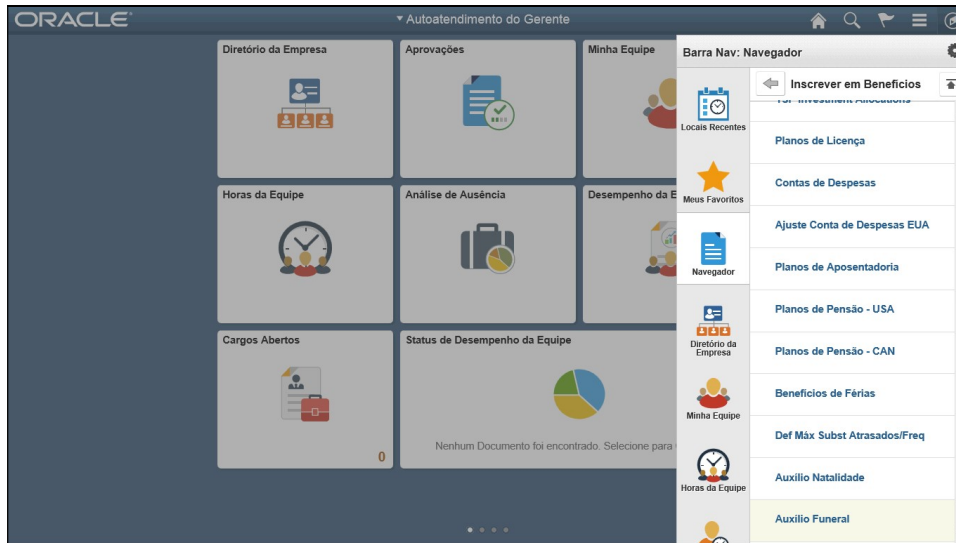 ORACLE
Autoatendimento do Gerente
Diretório da Empresa
Aprovações
Minha Equipe
Horas da Equipe
Análise de Ausência
Desempenho da E
Cargos Abertos
0
Status de Desempenho da Equipe
Nenhum Documento foi encontrado. Selecione para
Barra Nav: Navegador
Locais Recentes
Meus Favoritos
Navegador
Diretório da
Empresa
Minha Equipe
Horas da Equipe
Inscrever em Benefícios
TSP Investment Allocations
Planos de Licença
Contas de Despesas
Ajuste Conta de Despesas EUA
Planos de Aposentadoria
Planos de Pensão - USA
Planos de Pensão - CAN
Benefícios de Férias
Def Máx Subst Atrasados/Freq
Auxílio Natalidade
Auxílio Funeral